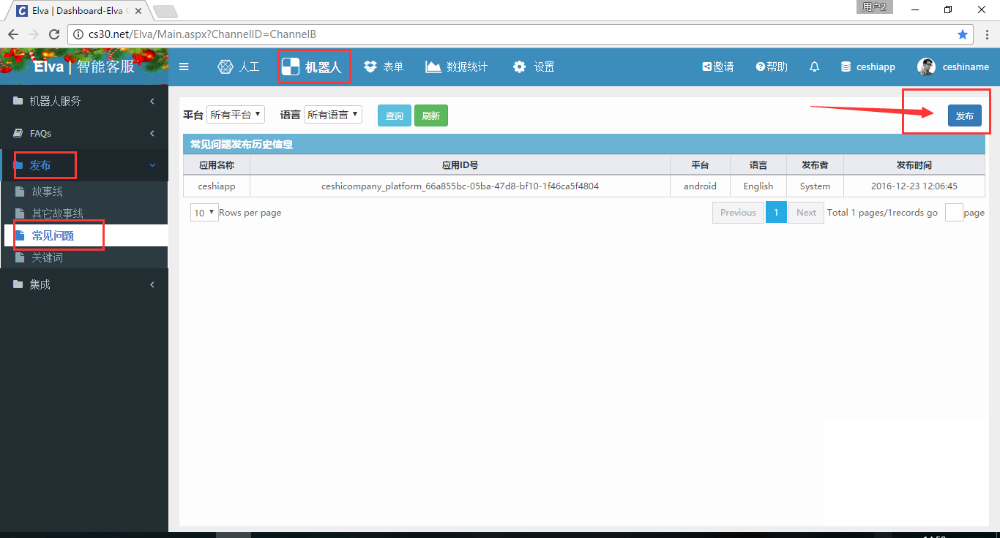 Elva | Dashboard-Elva
用户2
cs30.net/Elva/Main.aspx?ChannelID=ChannelB
Elva | 智能客服
人工
机器人
表单
数据统计
设置
邀请
帮助
ceshiapp
ceshiname
机器人服务
FAQs
发布
故事线
其它故事线
常见问题
关键词
集成
平台 所有平台 语言 所有语言 查询 刷新
发布
常见问题发布历史信息
应用名称 应用ID号 平台 语言 发布者 发布时间
ceshiapp ceshicompany_platform_66a855bc-05ba-47d8-bf10-1f46ca5f4804 android English System 2016-12-23 12:06:45
10 Rows per page
Previous 1 Next Total 1 pages/1records go page